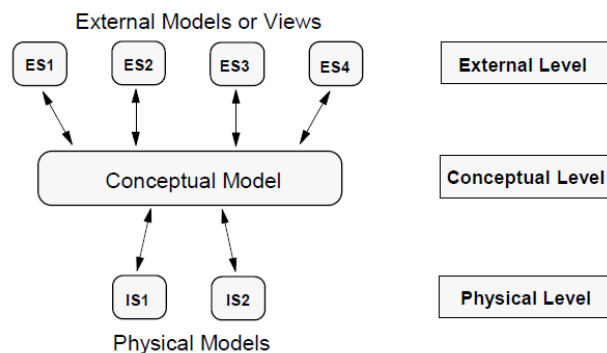 External Models or Views
ES1 ES2 ES3 ES4 External Level
Conceptual Model Conceptual Level
IS1 IS2 Physical Level
Physical Models